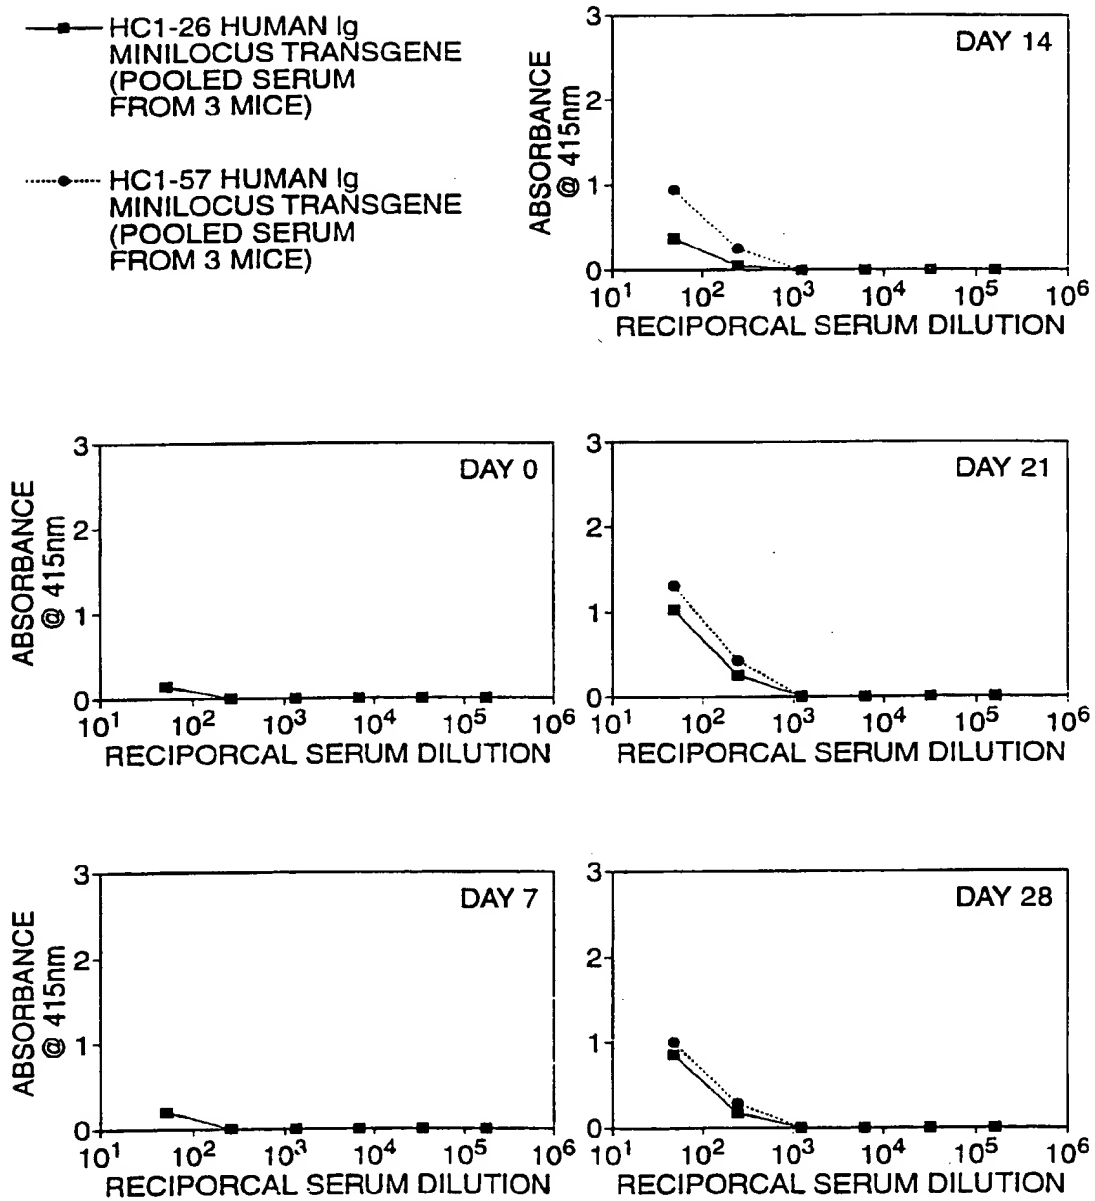 HC1-26 HUMAN Ig
MINILOCUS TRANSGENE
(POOLED SERUM
FROM 3 MICE)
HC1-57 HUMAN Ig
MINILOCUS TRANSGENE
(POOLED SERUM
FROM 3 MICE)
DAY 14
ABSORBANCE
@ 415nm
3
2
1
0
10¹ 10² 10³ 10⁴ 10⁵ 10⁶
RECIPORCAL SERUM DILUTION
DAY 0
ABSORBANCE
@ 415nm
3
2
1
0
10¹ 10² 10³ 10⁴ 10⁵ 10⁶
RECIPORCAL SERUM DILUTION
DAY 21
3
2
1
0
10¹ 10² 10³ 10⁴ 10⁵ 10⁶
RECIPORCAL SERUM DILUTION
DAY 7
ABSORBANCE
@ 415nm
3
2
1
0
10¹ 10² 10³ 10⁴ 10⁵ 10⁶
RECIPORCAL SERUM DILUTION
DAY 28
3
2
1
0
10¹ 10² 10³ 10⁴ 10⁵ 10⁶
RECIPORCAL SERUM DILUTION